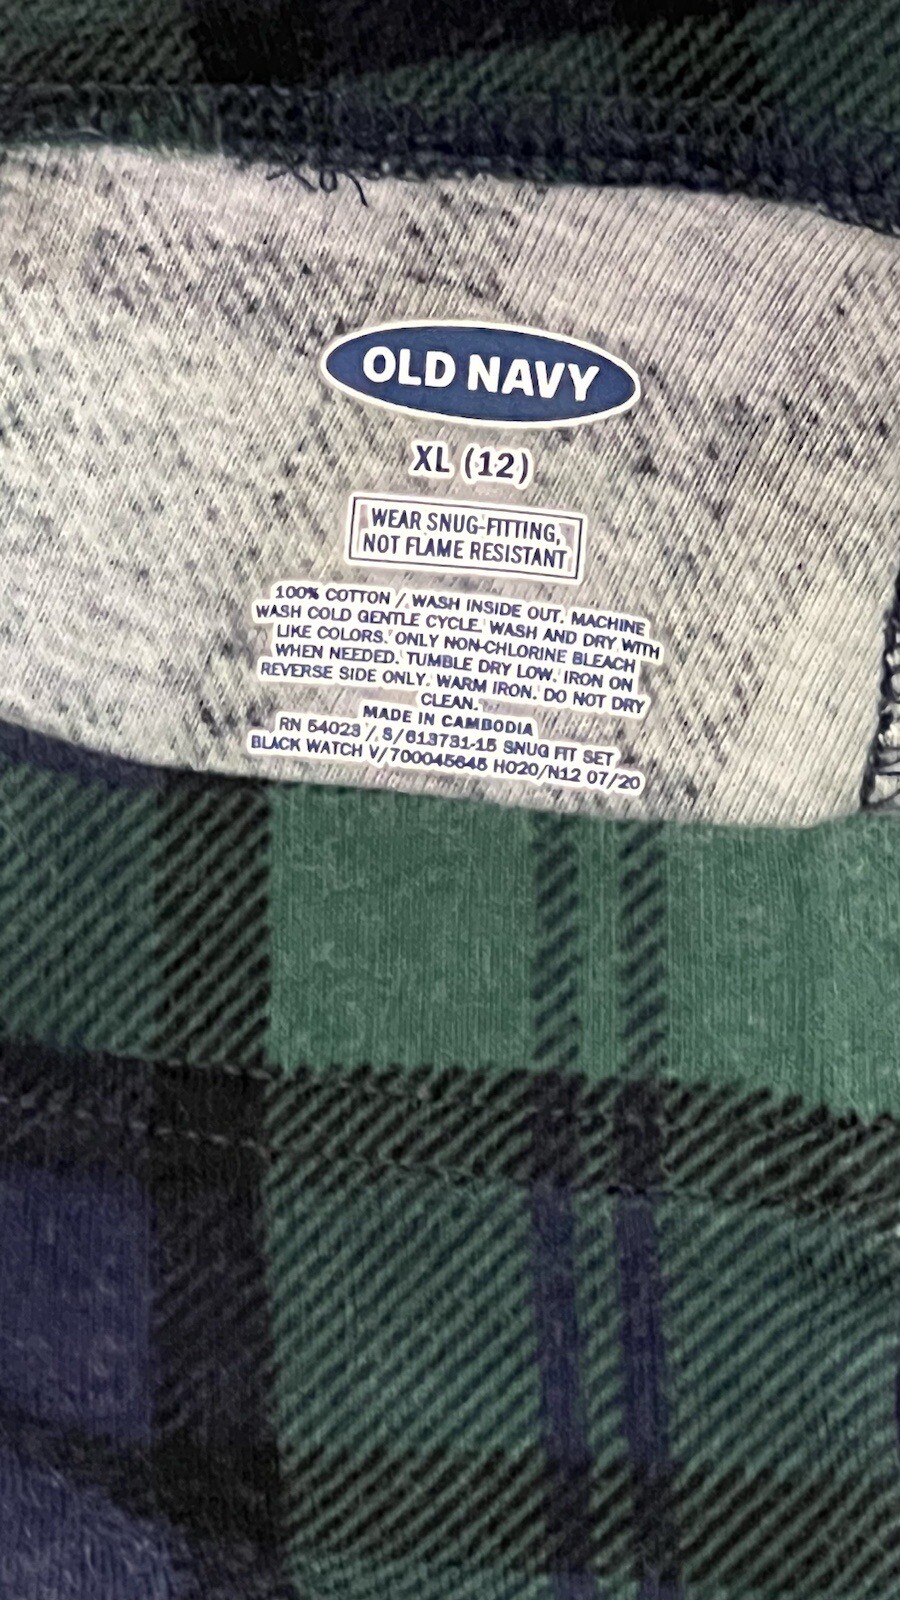 OLD NAVY
XL (12)
WEAR SNUG-FITTING,
NOT FLAME RESISTANT
100% COTTON / WASH INSIDE OUT. MACHINE
WASH COLD GENTLE CYCLE. WASH AND DRY WITH
LIKE COLORS. ONLY NON-CHLORINE BLEACH
WHEN NEEDED. TUMBLE DRY LOW. IRON ON
REVERSE SIDE ONLY. WARM IRON. DO NOT DRY
CLEAN.
MADE IN CAMBODIA
RN 54023 / S/613731-15 SNUG FIT SET
BLACK WATCH V/700045645 HO20/N12 07/20